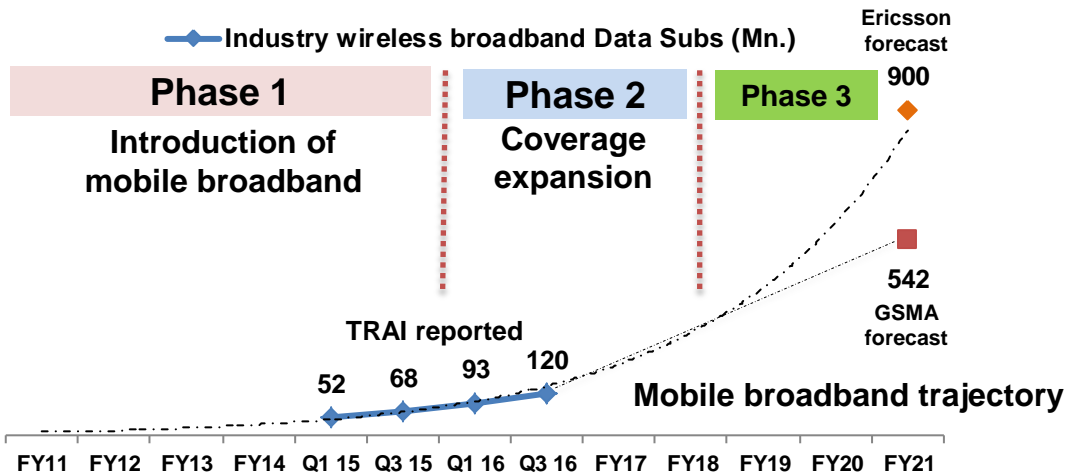 Industry wireless broadband Data Subs (Mn.)
Ericsson
forecast
900
Phase 1
Phase 2
Phase 3
Introduction of
mobile broadband
Coverage
expansion
542
GSMA
forecast
TRAI reported
52
68
93
120
Mobile broadband trajectory
FY11 FY12 FY13 FY14 Q1 15 Q3 15 Q1 16 Q3 16 FY17 FY18 FY19 FY20 FY21